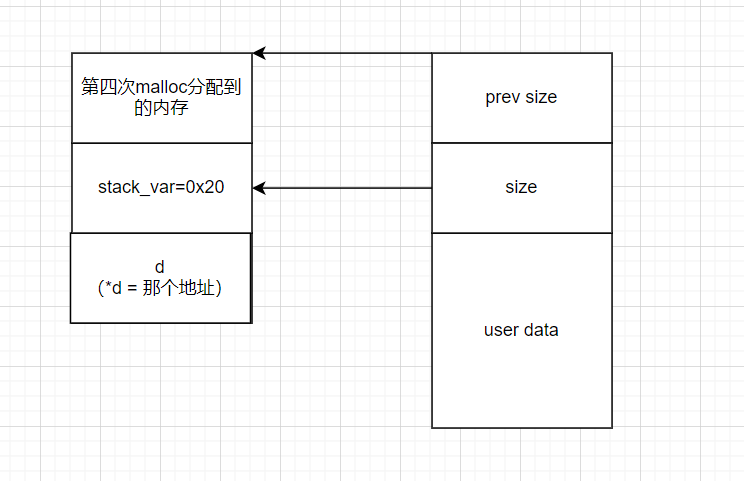 第四次malloc分配到
的内存
stack_var=0x20
d
（*d = 那个地址）
prev size
size
user data